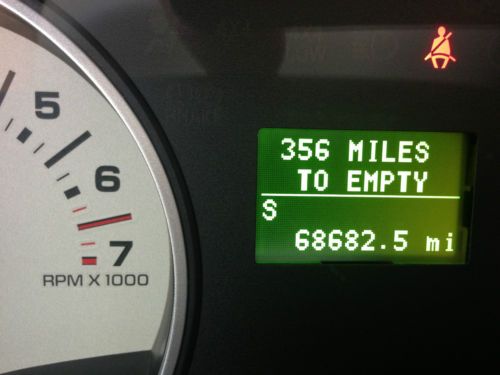 5
6
7
RPM X 1000
356 MILES
TO EMPTY
S
68682.5 mi